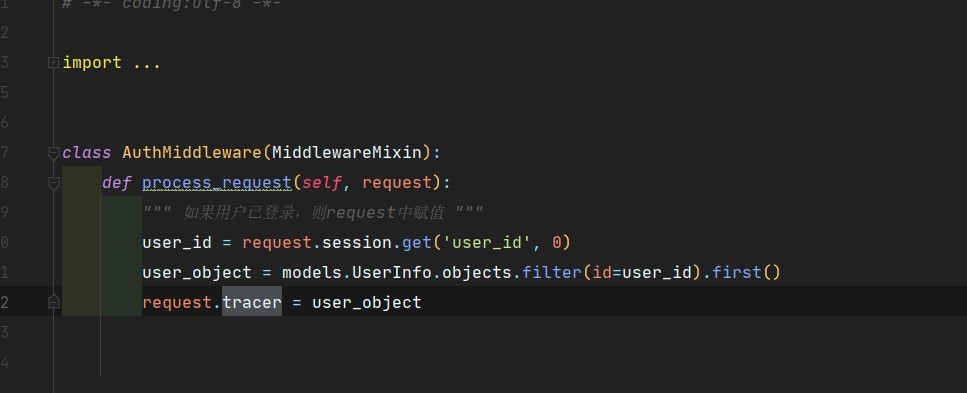 1 # -*- coding:utf-8 -*-
2
3 import ...
5
6
7 class AuthMiddleware(MiddlewareMixin):
8 def process_request(self, request):
9 """ 如果用户已登录，则request中赋值 """
0 user_id = request.session.get('user_id', 0)
1 user_object = models.UserInfo.objects.filter(id=user_id).first()
2 request.tracer = user_object
3
4